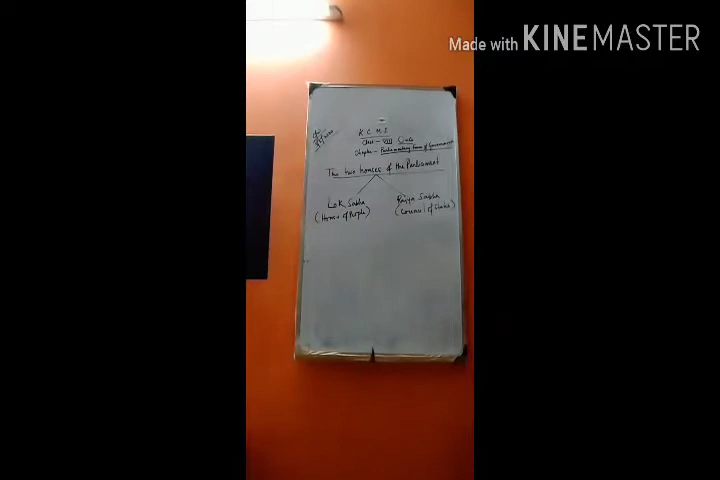 Made with KINEMASTER
K C M S
Class - VIII Civics
Chapter - Parliamentary Form of Government
The two houses of the Parliament
Lok Sabha
(House of People)
Rajya Sabha
(Council of States)